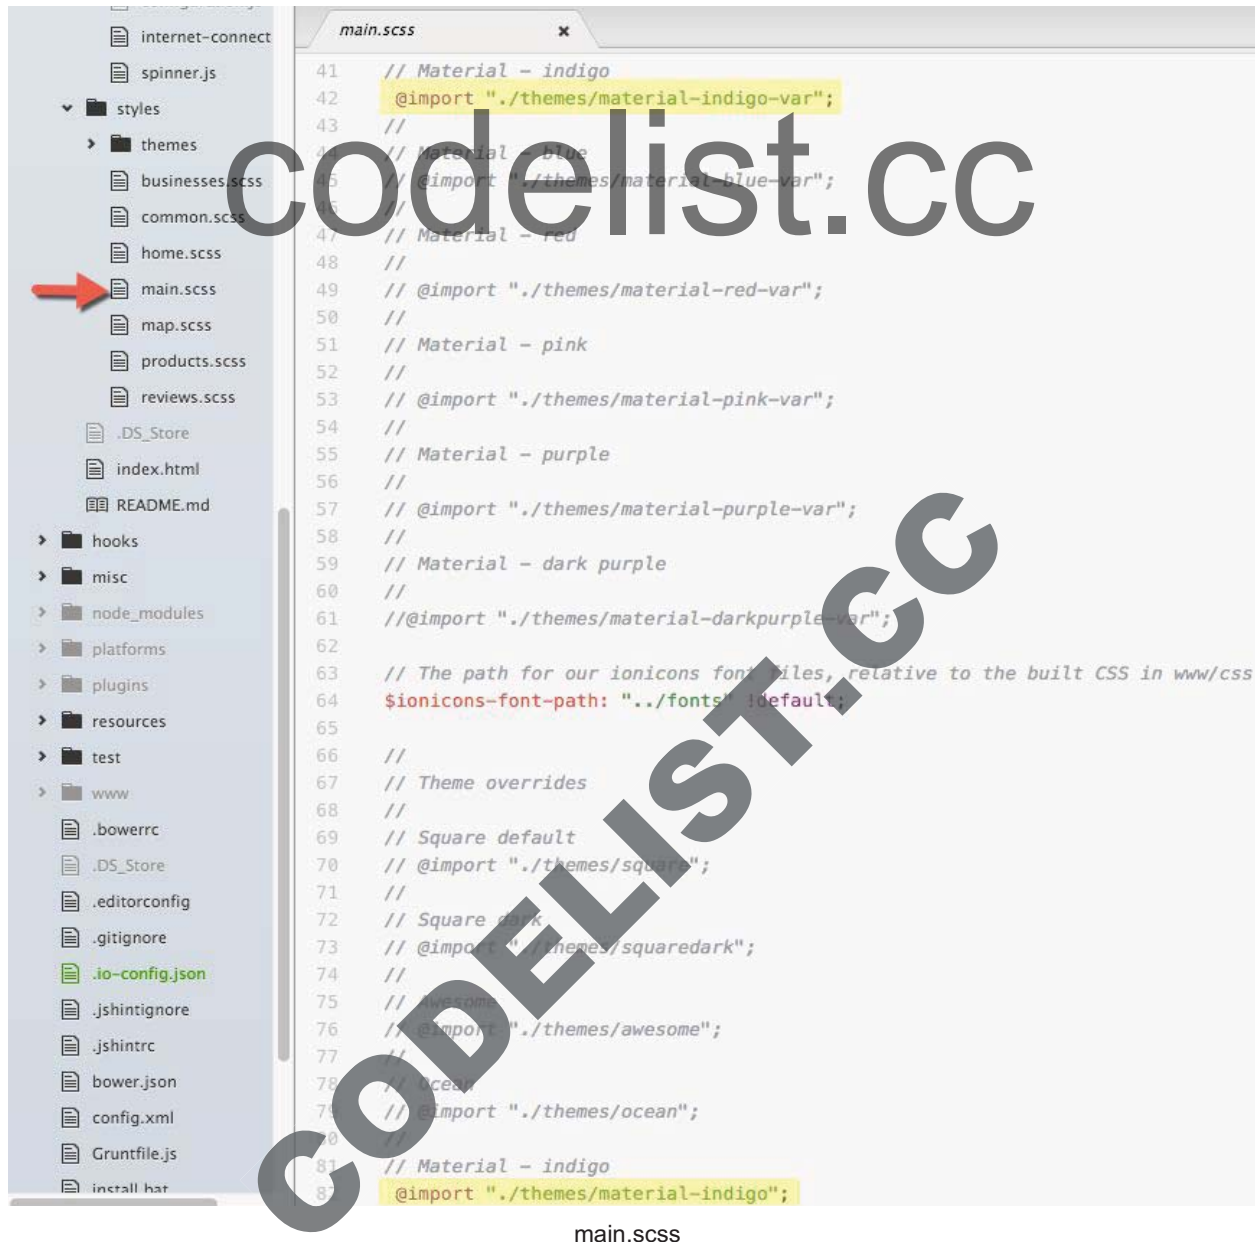 internet-connect
spinner.js
styles
themes
businesses.scss
common.scss
home.scss
main.scss
map.scss
products.scss
reviews.scss
.DS_Store
index.html
README.md
hooks
misc
node_modules
platforms
plugins
resources
test
www
.bowerrc
.DS_Store
.editorconfig
.gitignore
.io-config.json
.jshintignore
.jshintrc
bower.json
config.xml
Gruntfile.js
install.bat
main.scss ×
41 // Material – indigo
42 @import "./themes/material-indigo-var";
43 //
44 // Material – blue
45 // @import "./themes/material-blue-var";
46 //
47 // Material – red
48 //
49 // @import "./themes/material-red-var";
50 //
51 // Material – pink
52 //
53 // @import "./themes/material-pink-var";
54 //
55 // Material – purple
56 //
57 // @import "./themes/material-purple-var";
58 //
59 // Material – dark purple
60 //
61 //@import "./themes/material-darkpurple-var";
62
63 // The path for our ionicons font files, relative to the built CSS in www/css
64 $ionicons-font-path: "../fonts" !default;
65
66 //
67 // Theme overrides
68 //
69 // Square default
70 // @import "./themes/square";
71 //
72 // Square dark
73 // @import "./themes/squaredark";
74 //
75 // Awesome
76 // @import "./themes/awesome";
77 //
78 // Ocean
79 // @import "./themes/ocean";
80 //
81 // Material – indigo
82 @import "./themes/material-indigo";
codelist.cc
CODELIST.CC
main.scss